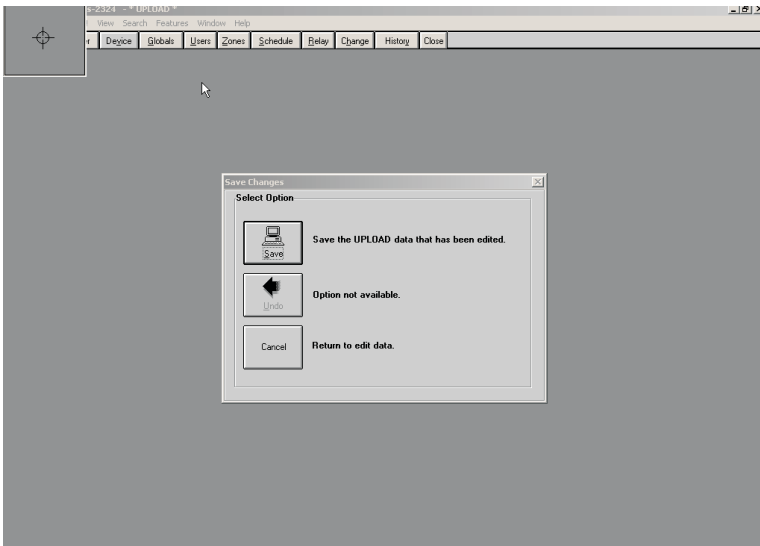 s-2324 - * UPLOAD *
View Search Features Window Help
r Device Globals Users Zones Schedule Relay Change History Close
Save Changes
Select Option
Save
Save the UPLOAD data that has been edited.
Undo
Option not available.
Cancel
Return to edit data.